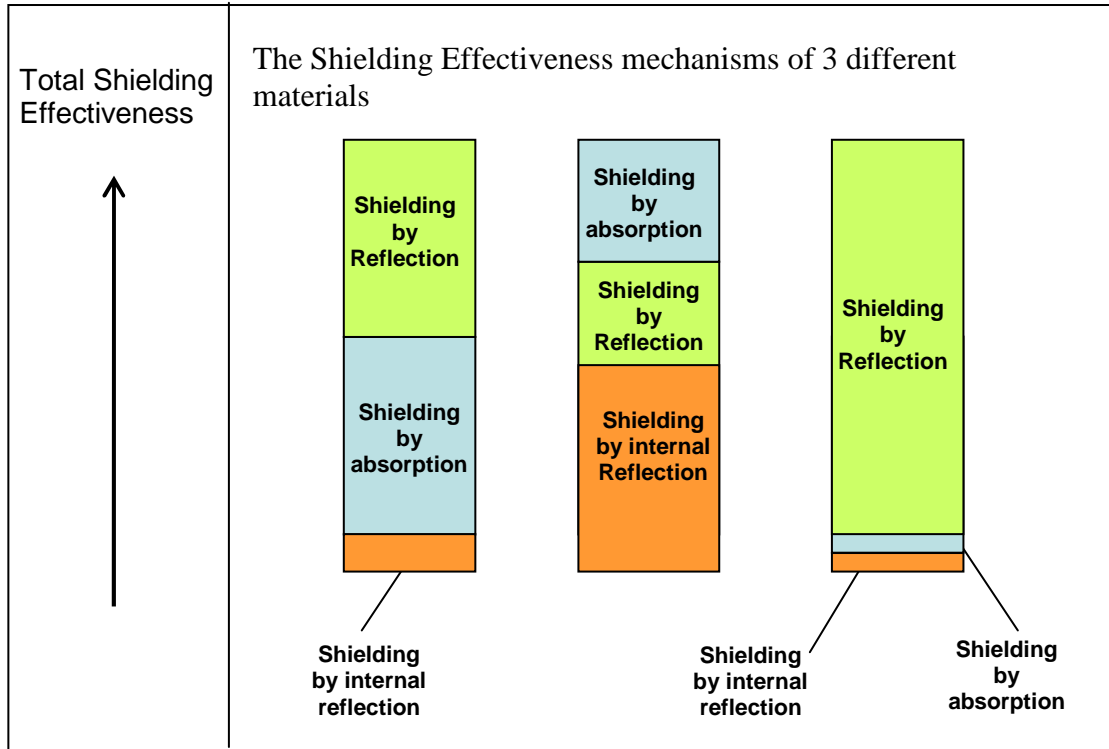 Total Shielding
Effectiveness
The Shielding Effectiveness mechanisms of 3 different
materials
Shielding
by
Reflection
Shielding
by
absorption
Shielding
by internal
reflection
Shielding
by
absorption
Shielding
by
Reflection
Shielding
by internal
Reflection
Shielding
by
Reflection
Shielding
by internal
reflection
Shielding
by
absorption